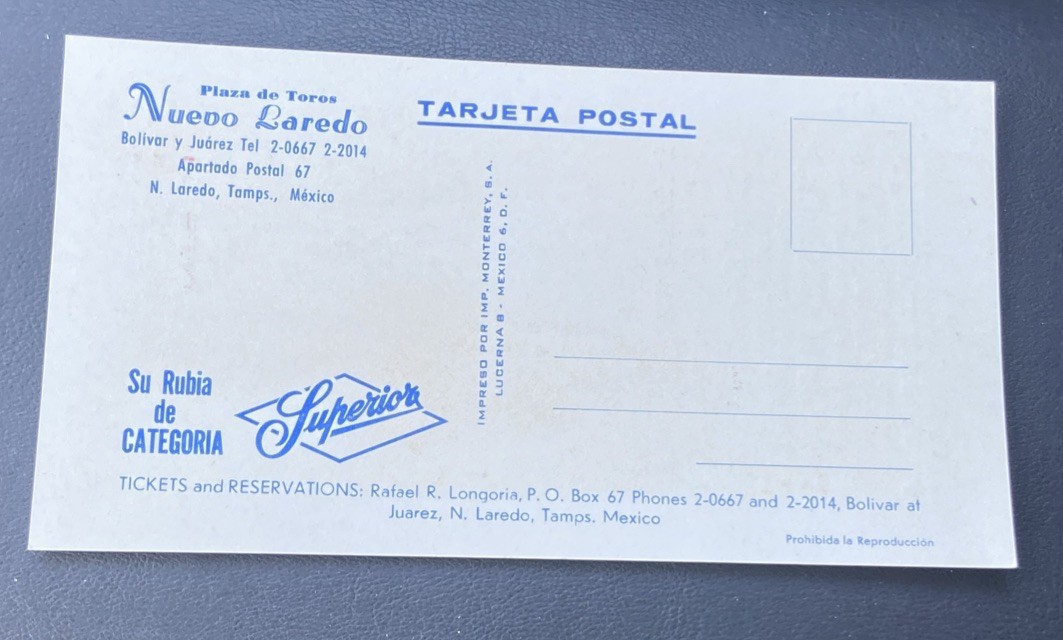 Plaza de Toros
Nuevo Laredo
Bolívar y Juárez Tel 2-0667 2-2014
Apartado Postal 67
N. Laredo, Tamps., México
TARJETA POSTAL
IMPRESO POR IMP. MONTERREY, S. A.
LUCERNA 8 - MEXICO 6, D. F.
Su Rubia
de
CATEGORIA
Superior
TICKETS and RESERVATIONS: Rafael R. Longoria, P. O. Box 67 Phones 2-0667 and 2-2014, Bolivar at
Juarez, N. Laredo, Tamps. Mexico
Prohibida la Reproducción